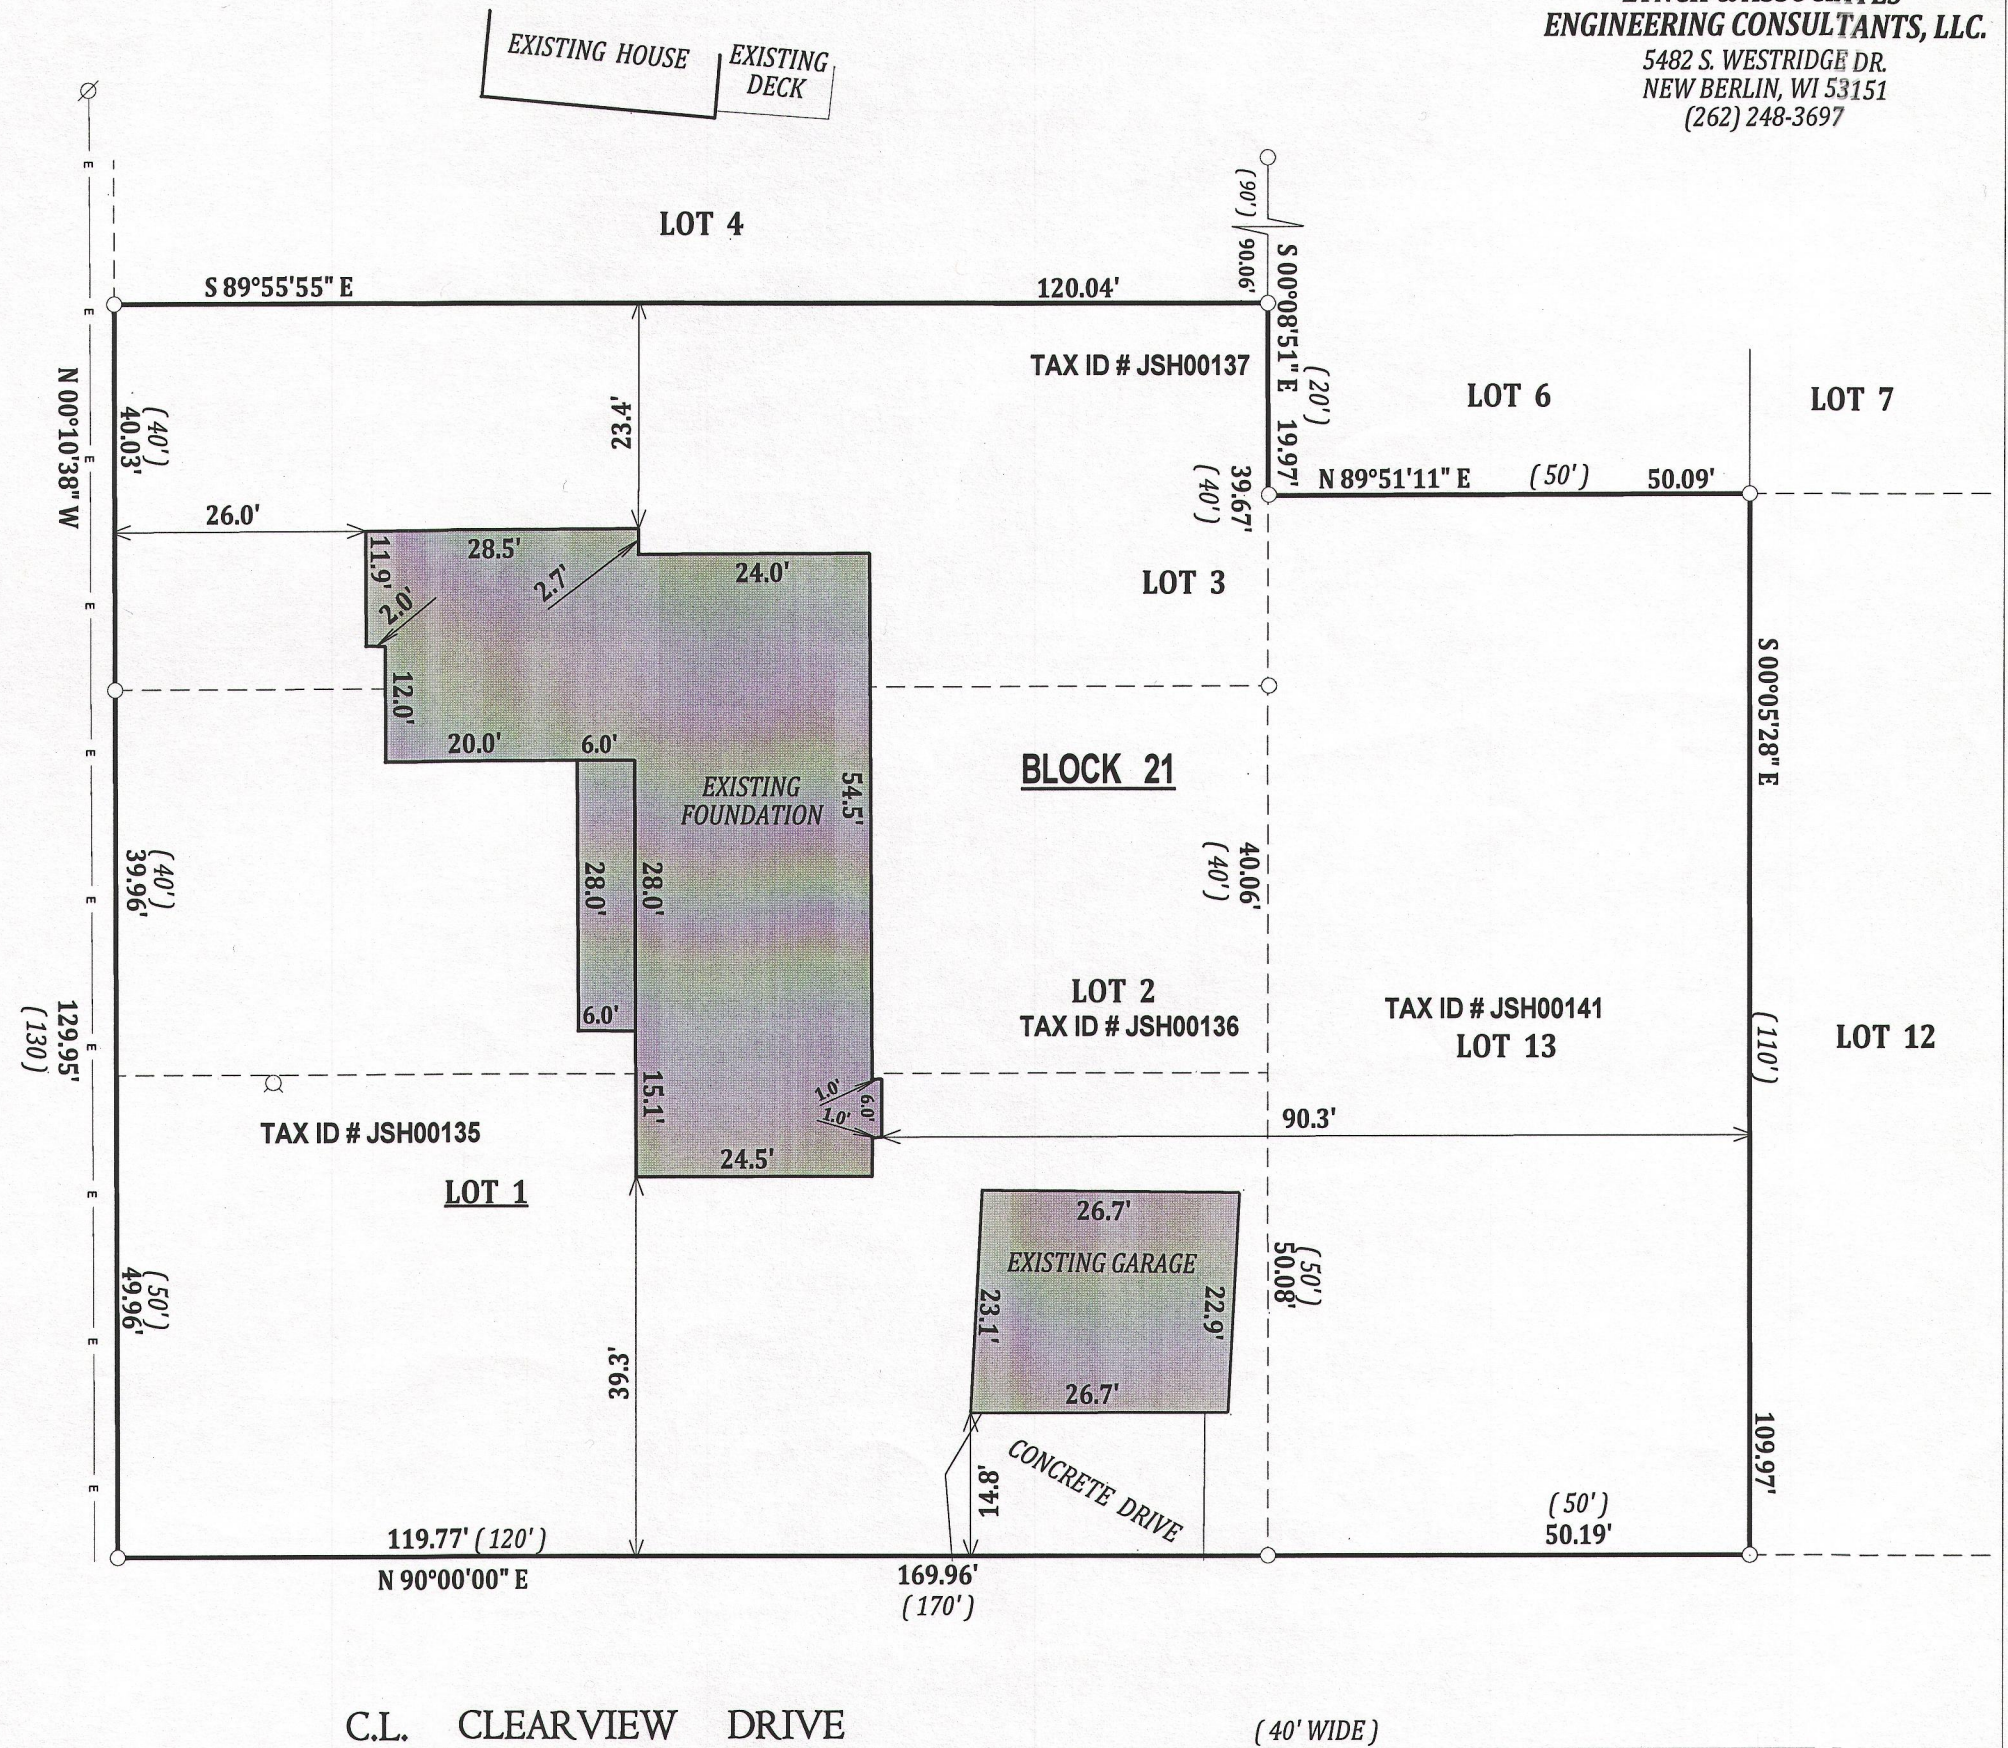 ENGINEERING CONSULTANTS, LLC.
5482 S. WESTRIDGE DR.
NEW BERLIN, WI 53151
(262) 248-3697
EXISTING HOUSE
EXISTING
DECK
LOT 4
(90')
90.06'
S 89°55'55" E
120.04'
S 00°08'51" E 19.97'
(20')
TAX ID # JSH00137
LOT 6
LOT 7
N 00°10'38" W
(40')
40.03'
23.4'
39.67'
(40')
N 89°51'11" E
(50')
50.09'
26.0'
28.5'
11.9'
2.0'
2.7'
24.0'
LOT 3
12.0'
20.0'
6.0'
S 00°05'28" E
BLOCK 21
EXISTING
FOUNDATION
54.5'
(40')
39.96'
28.0'
28.0'
40.06'
(40')
LOT 2
TAX ID # JSH00136
TAX ID # JSH00141
LOT 13
LOT 12
(110')
129.95'
(130')
6.0'
15.1'
1.0'
1.0'
6.0'
90.3'
TAX ID # JSH00135
LOT 1
24.5'
26.7'
EXISTING GARAGE
23.1'
22.9'
26.7'
(50')
50.08'
(50')
49.96'
39.3'
14.8'
CONCRETE DRIVE
109.97'
(50')
50.19'
119.77' (120')
N 90°00'00" E
169.96'
(170')
C.L. CLEARVIEW DRIVE
(40' WIDE)
E
E
E
E
E
E
E
E
E
E